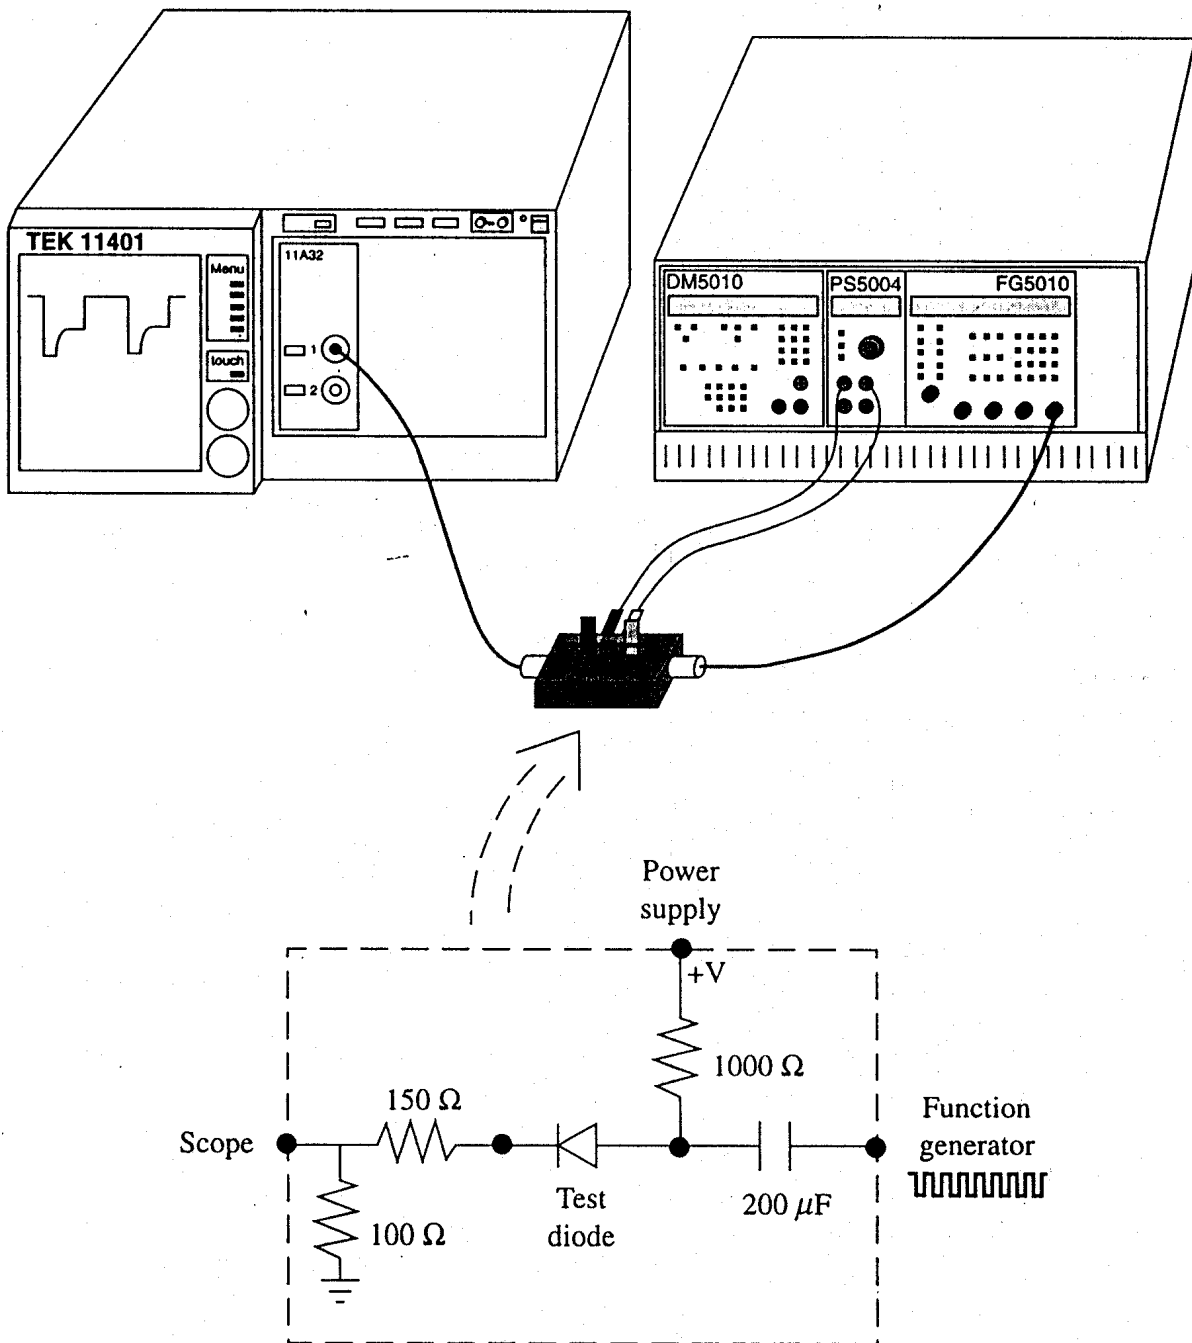 TEK 11401
Menu
touch
11A32
1
2
DM5010
PS5004
FG5010
Power
supply
+V
1000 Ω
150 Ω
Scope
100 Ω
Test
diode
200 μF
Function
generator